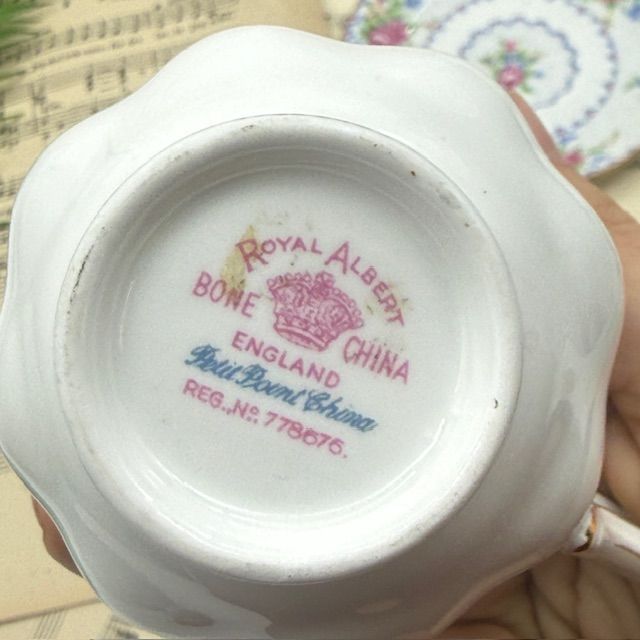 ROYAL ALBERT
BONE CHINA
ENGLAND
Petit Point China
REG., No. 778676.